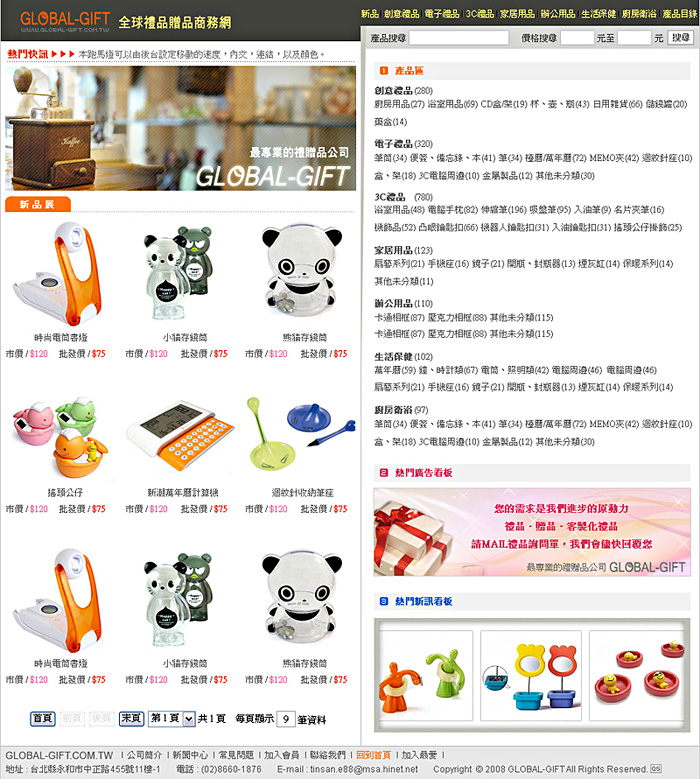 GLOBAL-GIFT 全球禮品贈品商務網
WWW.GLOBAL-GIFT.COM.TW
新品 創意禮品 電子禮品 3C禮品 家居用品 辦公用品 生活保健 廚房衛浴 產品目錄
產品搜尋 價格搜尋 元至 元 搜尋
熱門快訊 ►►► 本跑馬燈可以由後台設定移動的速度，內文，連結，以及顏色。
Kaffee
最專業的禮贈品公司
GLOBAL-GIFT
新品展
時尚電筒書燈 小貓存錢筒 熊貓存錢筒
市價 / $120 批發價 / $75 市價 / $120 批發價 / $75 市價 / $120 批發價 / $75
搖頭公仔 新潮萬年曆計算機 迴紋針收納筆座
市價 / $120 批發價 / $75 市價 / $120 批發價 / $75 市價 / $120 批發價 / $75
時尚電筒書燈 小貓存錢筒 熊貓存錢筒
市價 / $120 批發價 / $75 市價 / $120 批發價 / $75 市價 / $120 批發價 / $75
首頁 前頁 後頁 末頁 第1頁 共1頁 每頁顯示 9 筆資料
1 產品區
創意禮品(280)
廚房用品(27) 浴室用品(69) CD盒/架(19) 杯、壺、瓶(43) 日用雜貨(66) 儲錢罐(20)
藥盒(14)
電子禮品(320)
筆筒(34) 便簽、備忘錄、本(41) 筆(34) 檯曆/萬年曆(72) MEMO夾(42) 迴紋針座(10)
盒、架(18) 3C電腦周邊(10) 金屬製品(12) 其他未分類(30)
3C禮品 (780)
浴室用品(48) 電腦手枕(82) 伸縮筆(196) 吸盤筆(95) 入油筆(9) 名片夾筆(16)
機飾品(52) 凸眼鑰匙扣(66) 機器人鑰匙扣(31) 入油鑰匙扣(31) 搖頭公仔掛飾(25)
家居用品(123)
扇藝系列(21) 手機座(16) 鏡子(21) 開瓶、封瓶器(13) 煙灰缸(14) 保暖系列(14)
其他未分類(11)
辦公用品(110)
卡通相框(87) 壓克力相框(88) 其他未分類(115)
卡通相框(87) 壓克力相框(88) 其他未分類(115)
生活保健(102)
萬年曆(59) 鐘、時計類(67) 電筒、照明類(42) 電腦周邊(46) 電腦周邊(46)
扇藝系列(21) 手機座(16) 鏡子(21) 開瓶、封瓶器(13) 煙灰缸(14) 保暖系列(14)
廚房衛浴(97)
筆筒(34) 便簽、備忘錄、本(41) 筆(34) 檯曆/萬年曆(72) MEMO夾(42) 迴紋針座(10)
盒、架(18) 3C電腦周邊(10) 金屬製品(12) 其他未分類(30)
2 熱門廣告看板
您的需求是我們進步的原動力
禮品 - 贈品 - 客製化禮品
請MAIL禮品詢問單，我們會儘快回覆您
最專業的禮贈品公司 GLOBAL-GIFT
3 熱門新訊看板
GLOBAL-GIFT.COM.TW | 公司簡介 | 新聞中心 | 常見問題 | 加入會員 | 聯絡我們 | 回到首頁 | 加入最愛 |
地址 : 台北縣永和市中正路455號11樓-1 電話 : (02)8660-1876 E-mail : tinsan.e88@msa.hinet.net Copyright © 2008 GLOBAL-GIFT All Rights Reserved.